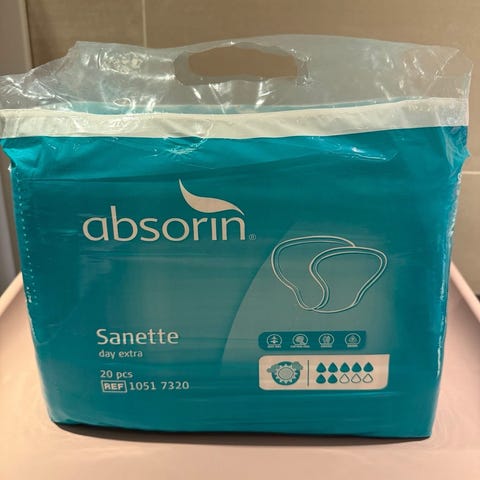 absorin®
Sanette
day extra
20 pcs
REF 1051 7320